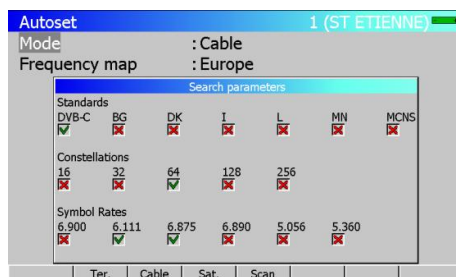 Autoset 1 (ST ETIENNE)
Mode : Cable
Frequency map : Europe
Search parameters
Standards
DVB-C BG DK I L MN MCNS
Constellations
16 32 64 128 256
Symbol Rates
6.900 6.111 6.875 6.890 5.056 5.360
Ter. Cable Sat. Scan